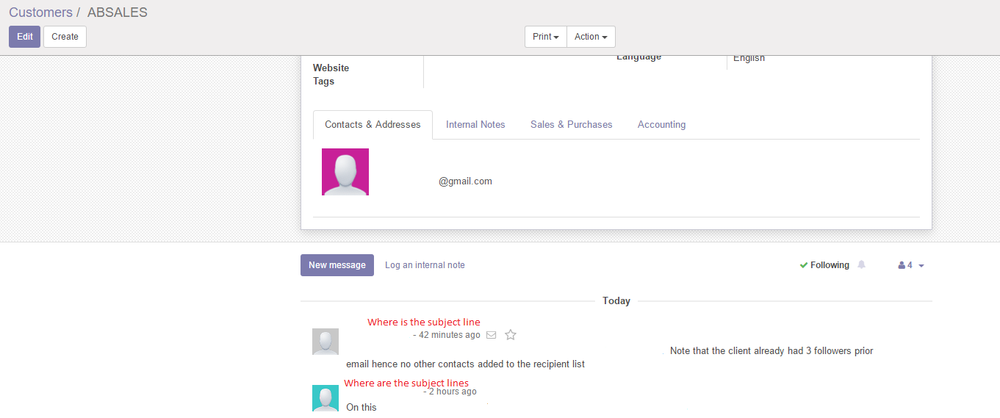 Customers / ABSALES
Edit Create Print Action
Language English
Website
Tags
Contacts & Addresses Internal Notes Sales & Purchases Accounting
@gmail.com
New message Log an internal note Following 4
Today
Where is the subject line
- 42 minutes ago
Note that the client already had 3 followers prior
email hence no other contacts added to the recipient list
Where are the subject lines
- 2 hours ago
On this